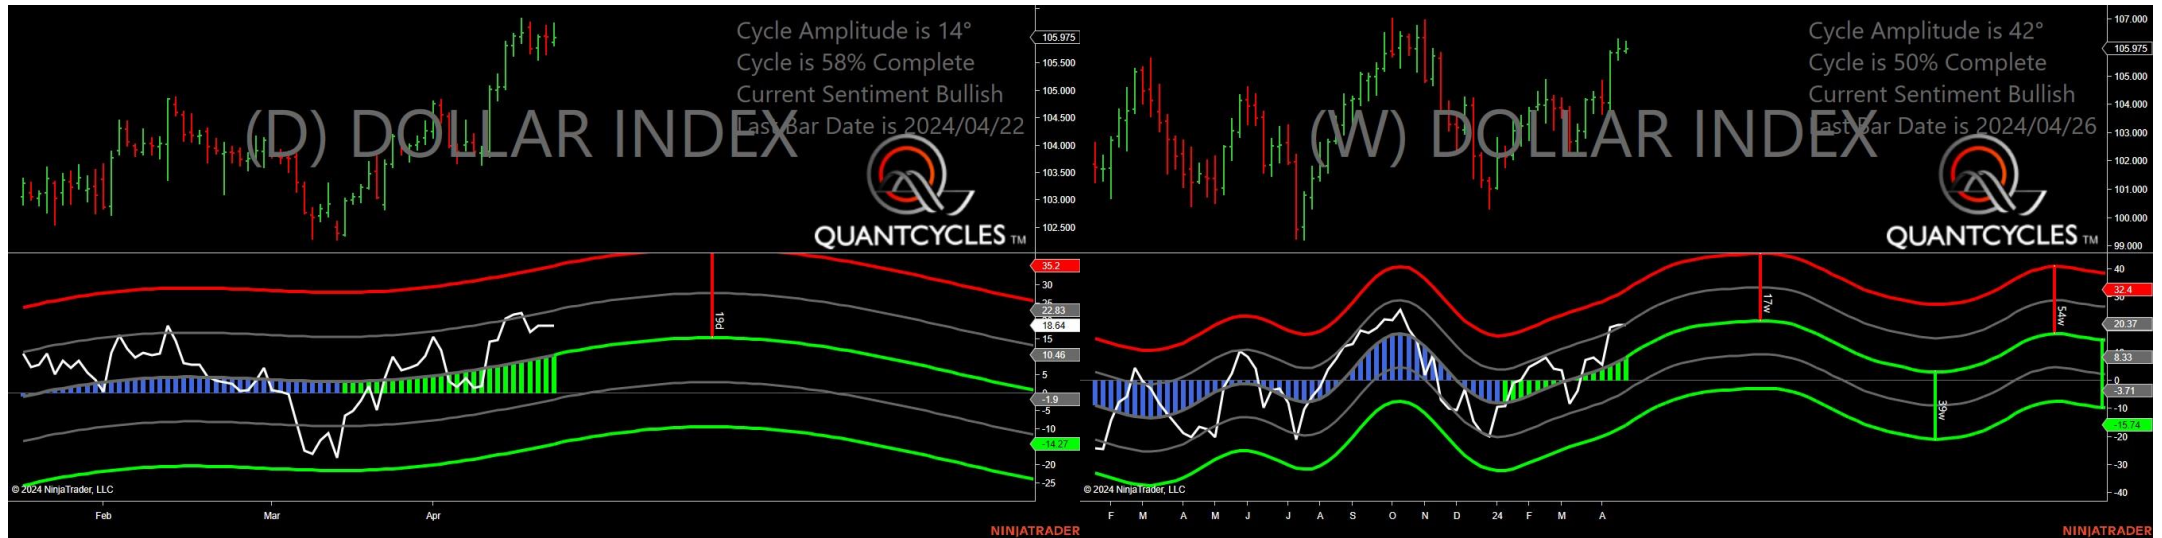 Cycle Amplitude is 14°
Cycle is 58% Complete
Current Sentiment Bullish
Last Bar Date is 2024/04/22
(D) DOLLAR INDEX
QUANTCYCLES TM
105.975
105.500
105.000
104.500
104.000
103.500
103.000
102.500
19d
35.2
30
25
22.83
18.64
15
10.46
5
0
-1.9
-5
-10
-14.27
-20
-25
© 2024 NinjaTrader, LLC
Feb
Mar
Apr
NINJATRADER
Cycle Amplitude is 42°
Cycle is 50% Complete
Current Sentiment Bullish
Last Bar Date is 2024/04/26
(W) DOLLAR INDEX
QUANTCYCLES TM
107.000
105.975
105.000
104.000
103.000
102.000
101.000
100.000
99.000
17w
39w
54w
40
32.4
30
20.37
8.33
0
-3.71
-10
-15.74
-20
-30
-40
© 2024 NinjaTrader, LLC
F M A M J J A S O N D 24 F M A
NINJATRADER